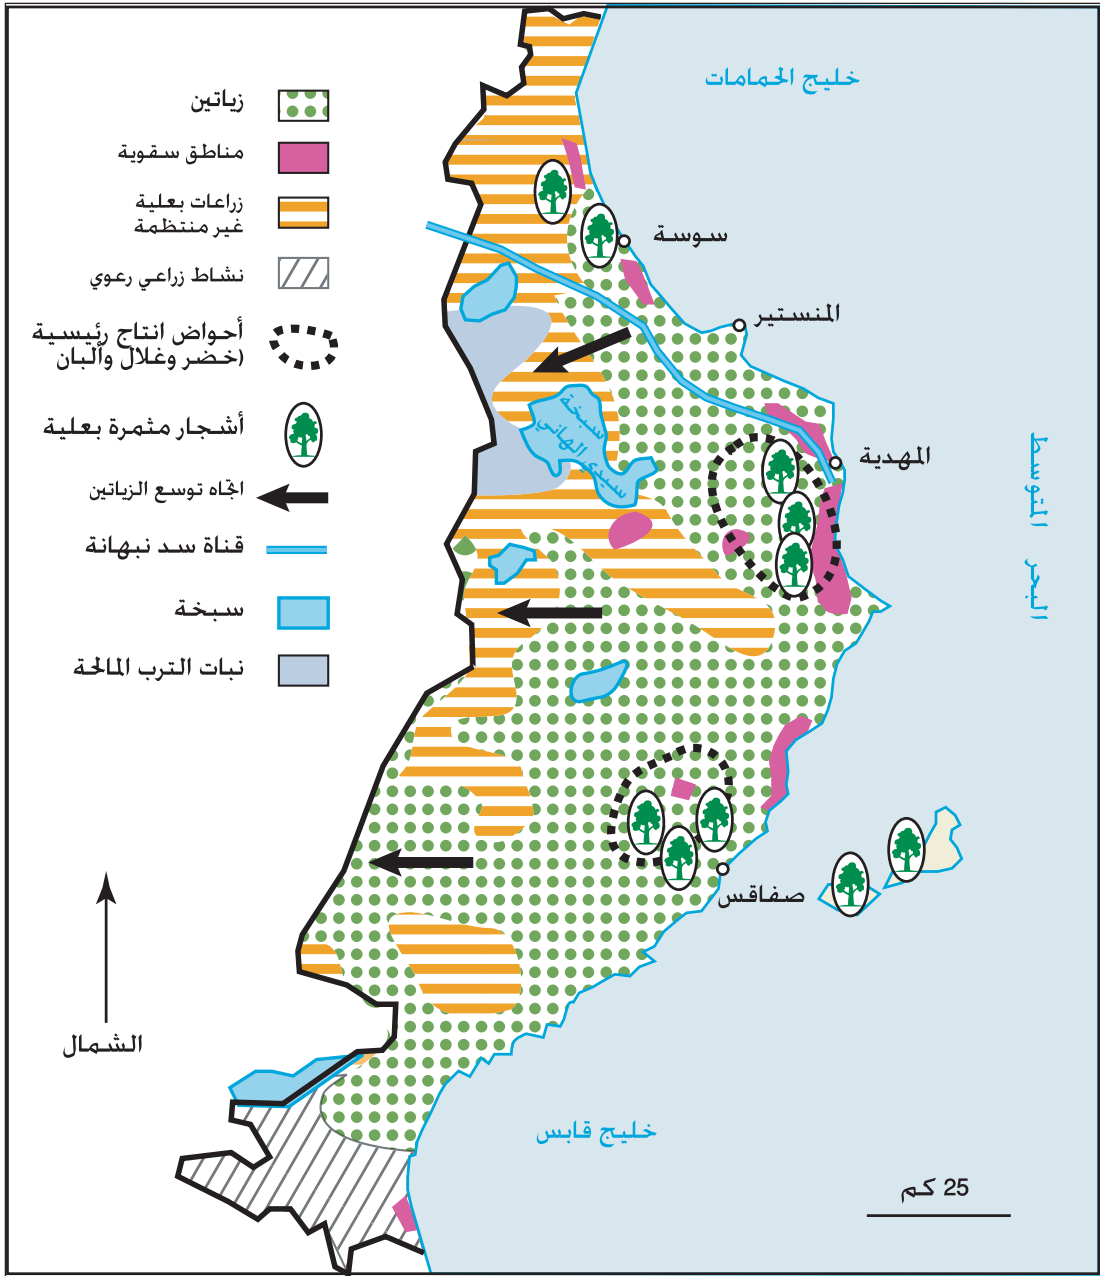 خليج الحمامات
زياتين
مناطق سقوية
زراعات بعلية
غير منتظمة
نشاط زراعي رعوي
أحواض انتاج رئيسية
(خضر وغلال وألبان
أشجار مثمرة بعلية
اتجاه توسع الزياتين
قناة سد نبهانة
سبخة
نبات الترب المالحة
سوسة
المنستير
سبخة
سيدي الهاني
المهدية
البحر المتوسط
صفاقس
الشمال
خليج قابس
25 كم